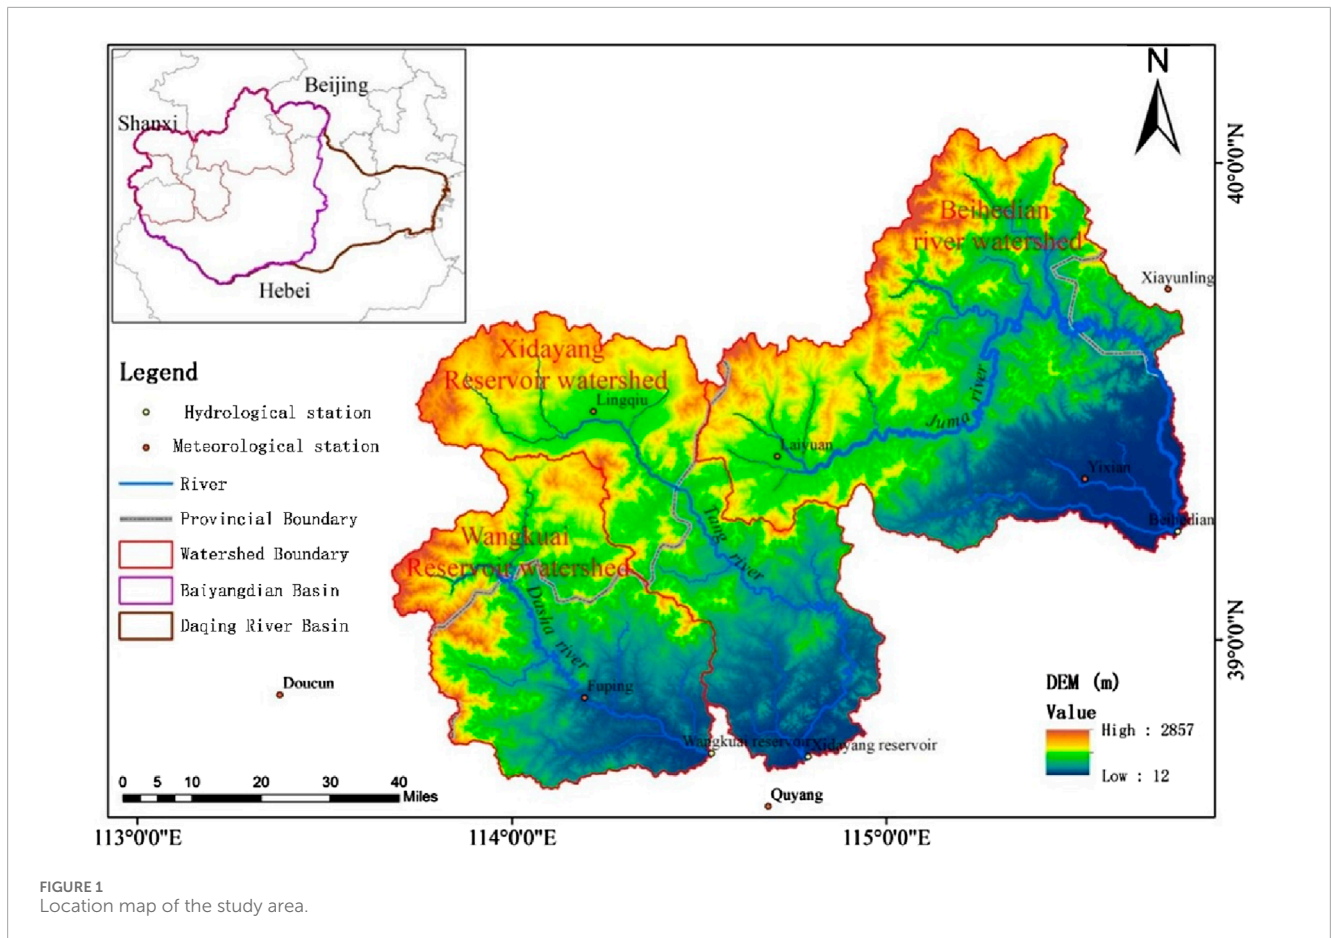 Beijing
Shanxi
Hebei
N
40°0'0"N
39°0'0"N
Beihedian
river watershed
Xiayunling
Xidayang
Reservoir watershed
Lingqiu
Juma river
Laiyuan
Yixian
Beihedian
Tang river
Wangkuai
Reservoir watershed
Dasha river
Fuping
Doucun
Wangkuai reservoir
Xidayang reservoir
Quyang
Legend
Hydrological station
Meteorological station
River
Provincial Boundary
Watershed Boundary
Baiyangdian Basin
Daqing River Basin
DEM (m)
Value
High : 2857
Low : 12
0 5 10 20 30 40
Miles
113°0'0"E 114°0'0"E 115°0'0"E
FIGURE 1
Location map of the study area.